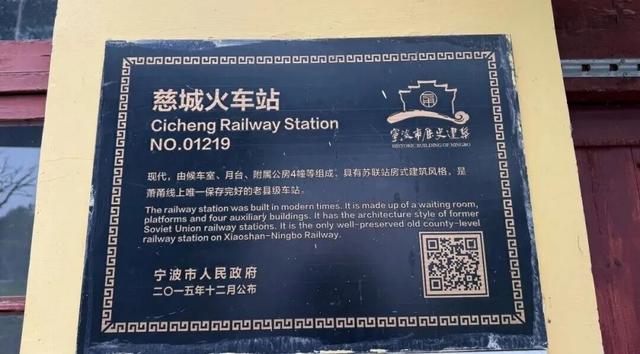 慈城火车站
Cicheng Railway Station
NO.01219
宁波市历史建筑
HISTORIC BUILDING OF NINGBO
现代，由候车室、月台、附属公房4幢等组成，具有苏联站房式建筑风格，是
萧甬线上唯一保存完好的老县级车站。
The railway station was built in modern times. It is made up of a waiting room,
platforms and four auxiliary buildings. It has the architecture style of former
Soviet Union railway stations. It is the only well-preserved old county-level
railway station on Xiaoshan-Ningbo Railway.
宁波市人民政府
二〇一五年十二月公布